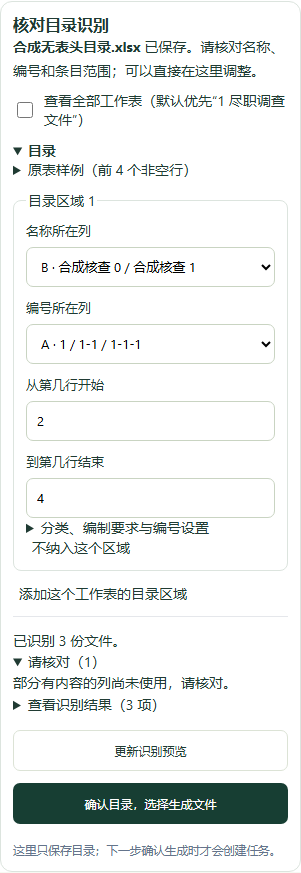 核对目录识别
合成无表头目录.xlsx 已保存。请核对名称、
编号和条目范围；可以直接在这里调整。
查看全部工作表（默认优先“1 尽职调查
文件”）
▼ 目录
▶ 原表样例（前 4 个非空行）
目录区域 1
名称所在列
B · 合成核查 0 / 合成核查 1
编号所在列
A · 1 / 1-1 / 1-1-1
从第几行开始
2
到第几行结束
4
▶ 分类、编制要求与编号设置
不纳入这个区域
添加这个工作表的目录区域
已识别 3 份文件。
▼ 请核对（1）
部分有内容的列尚未使用，请核对。
▶ 查看识别结果（3 项）
更新识别预览
确认目录，选择生成文件
这里只保存目录；下一步确认生成时才会创建任务。